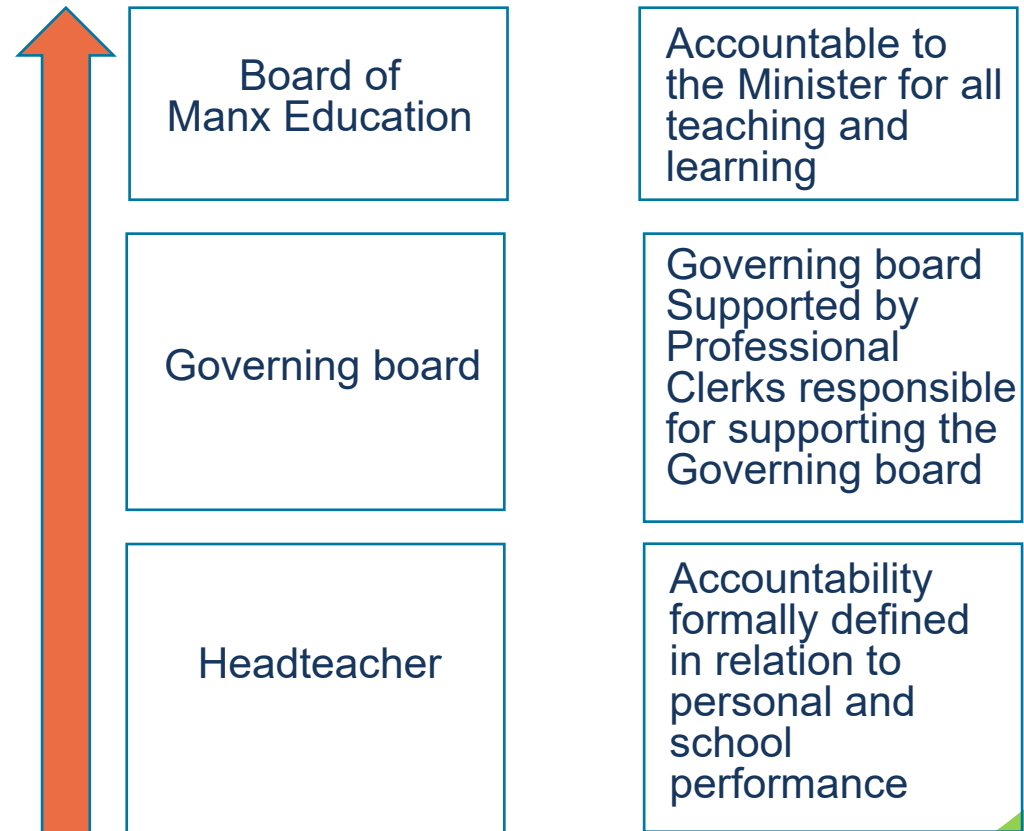 Board of
Manx Education
Accountable to
the Minister for all
teaching and
learning
Governing board
Governing board
Supported by
Professional
Clerks responsible
for supporting the
Governing board
Headteacher
Accountability
formally defined
in relation to
personal and
school
performance